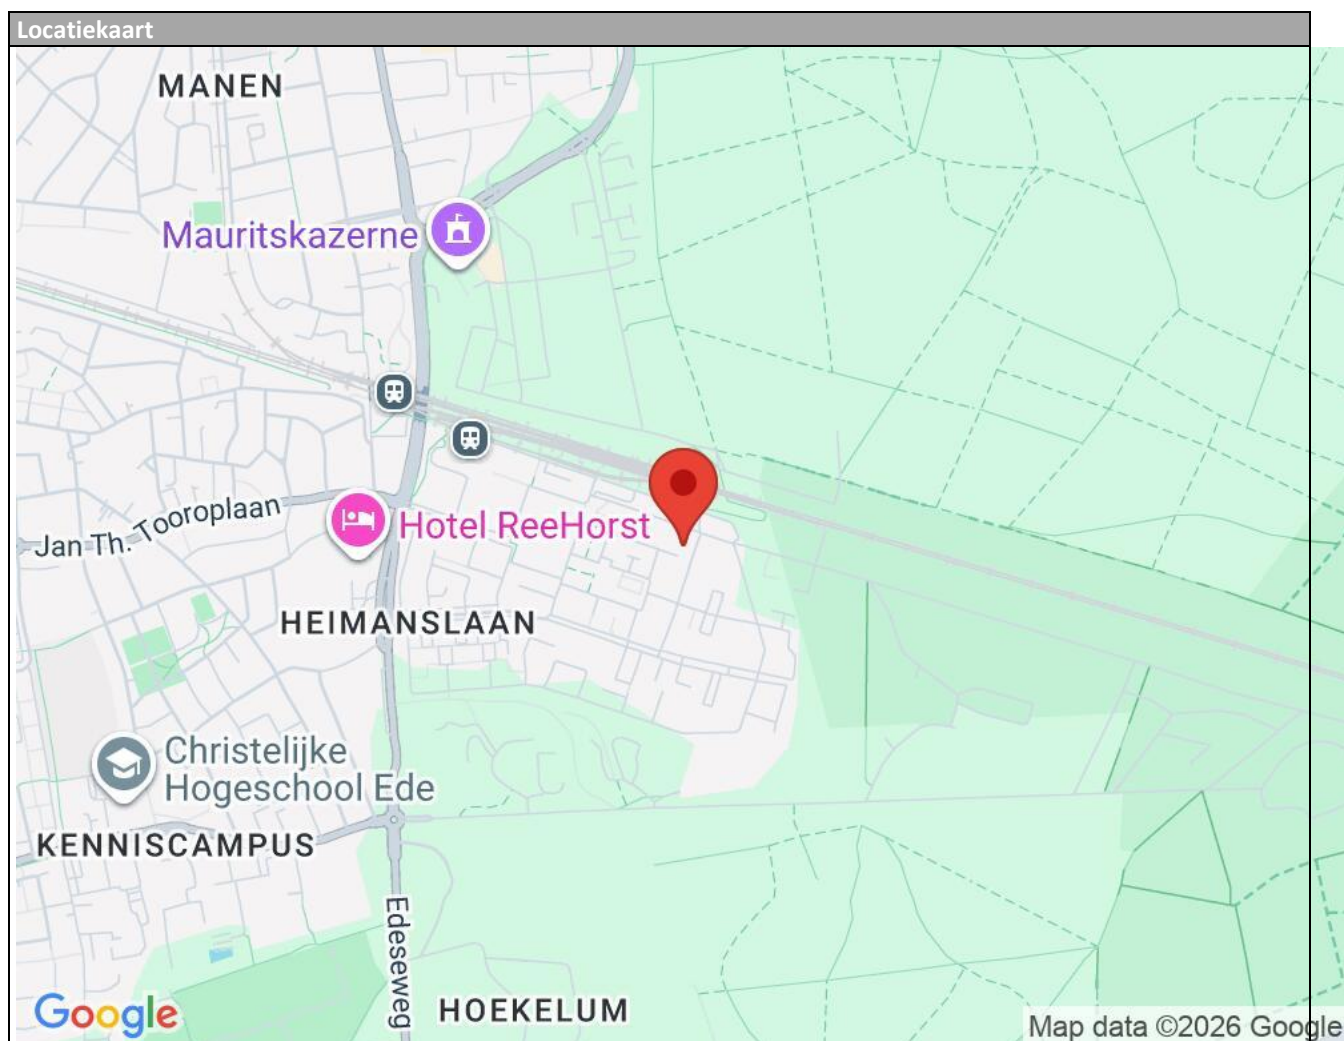 Locatiekaart
MANEN
Mauritskazerne
Jan Th. Tooroplaan
Hotel ReeHorst
HEIMANSLAAN
Christelijke
Hogeschool Ede
KENNISCAMPUS
Edeseweg
HOEKELUM
Google
Map data ©2026 Google